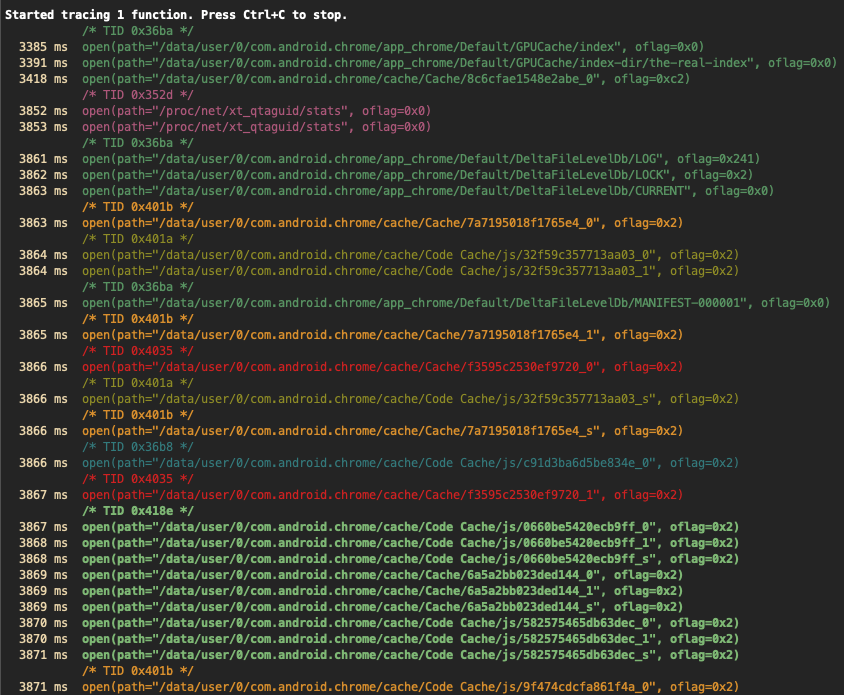 Started tracing 1 function. Press Ctrl+C to stop.
/* TID 0x36ba */
3385 ms open(path="/data/user/0/com.android.chrome/app_chrome/Default/GPUCache/index", oflag=0x0)
3391 ms open(path="/data/user/0/com.android.chrome/app_chrome/Default/GPUCache/index-dir/the-real-index", oflag=0x0)
3418 ms open(path="/data/user/0/com.android.chrome/cache/Cache/8c6cfae1548e2abe_0", oflag=0xc2)
/* TID 0x352d */
3852 ms open(path="/proc/net/xt_qtaguid/stats", oflag=0x0)
3853 ms open(path="/proc/net/xt_qtaguid/stats", oflag=0x0)
/* TID 0x36ba */
3861 ms open(path="/data/user/0/com.android.chrome/app_chrome/Default/DeltaFileLevelDb/LOG", oflag=0x241)
3862 ms open(path="/data/user/0/com.android.chrome/app_chrome/Default/DeltaFileLevelDb/LOCK", oflag=0x2)
3863 ms open(path="/data/user/0/com.android.chrome/app_chrome/Default/DeltaFileLevelDb/CURRENT", oflag=0x0)
/* TID 0x401b */
3863 ms open(path="/data/user/0/com.android.chrome/cache/Cache/7a7195018f1765e4_0", oflag=0x2)
/* TID 0x401a */
3864 ms open(path="/data/user/0/com.android.chrome/cache/Code Cache/js/32f59c357713aa03_0", oflag=0x2)
3864 ms open(path="/data/user/0/com.android.chrome/cache/Code Cache/js/32f59c357713aa03_1", oflag=0x2)
/* TID 0x36ba */
3865 ms open(path="/data/user/0/com.android.chrome/app_chrome/Default/DeltaFileLevelDb/MANIFEST-000001", oflag=0x0)
/* TID 0x401b */
3865 ms open(path="/data/user/0/com.android.chrome/cache/Cache/7a7195018f1765e4_1", oflag=0x2)
/* TID 0x4035 */
3866 ms open(path="/data/user/0/com.android.chrome/cache/Cache/f3595c2530ef9720_0", oflag=0x2)
/* TID 0x401a */
3866 ms open(path="/data/user/0/com.android.chrome/cache/Code Cache/js/32f59c357713aa03_s", oflag=0x2)
/* TID 0x401b */
3866 ms open(path="/data/user/0/com.android.chrome/cache/Cache/7a7195018f1765e4_s", oflag=0x2)
/* TID 0x36b8 */
3866 ms open(path="/data/user/0/com.android.chrome/cache/Code Cache/js/c91d3ba6d5be834e_0", oflag=0x2)
/* TID 0x4035 */
3867 ms open(path="/data/user/0/com.android.chrome/cache/Cache/f3595c2530ef9720_1", oflag=0x2)
/* TID 0x418e */
3867 ms open(path="/data/user/0/com.android.chrome/cache/Code Cache/js/0660be5420ecb9ff_0", oflag=0x2)
3868 ms open(path="/data/user/0/com.android.chrome/cache/Code Cache/js/0660be5420ecb9ff_1", oflag=0x2)
3868 ms open(path="/data/user/0/com.android.chrome/cache/Code Cache/js/0660be5420ecb9ff_s", oflag=0x2)
3869 ms open(path="/data/user/0/com.android.chrome/cache/Cache/6a5a2bb023ded144_0", oflag=0x2)
3869 ms open(path="/data/user/0/com.android.chrome/cache/Cache/6a5a2bb023ded144_1", oflag=0x2)
3869 ms open(path="/data/user/0/com.android.chrome/cache/Cache/6a5a2bb023ded144_s", oflag=0x2)
3870 ms open(path="/data/user/0/com.android.chrome/cache/Code Cache/js/582575465db63dec_0", oflag=0x2)
3870 ms open(path="/data/user/0/com.android.chrome/cache/Code Cache/js/582575465db63dec_1", oflag=0x2)
3871 ms open(path="/data/user/0/com.android.chrome/cache/Code Cache/js/582575465db63dec_s", oflag=0x2)
/* TID 0x401b */
3871 ms open(path="/data/user/0/com.android.chrome/cache/Code Cache/js/9f474cdcfa861f4a_0", oflag=0x2)